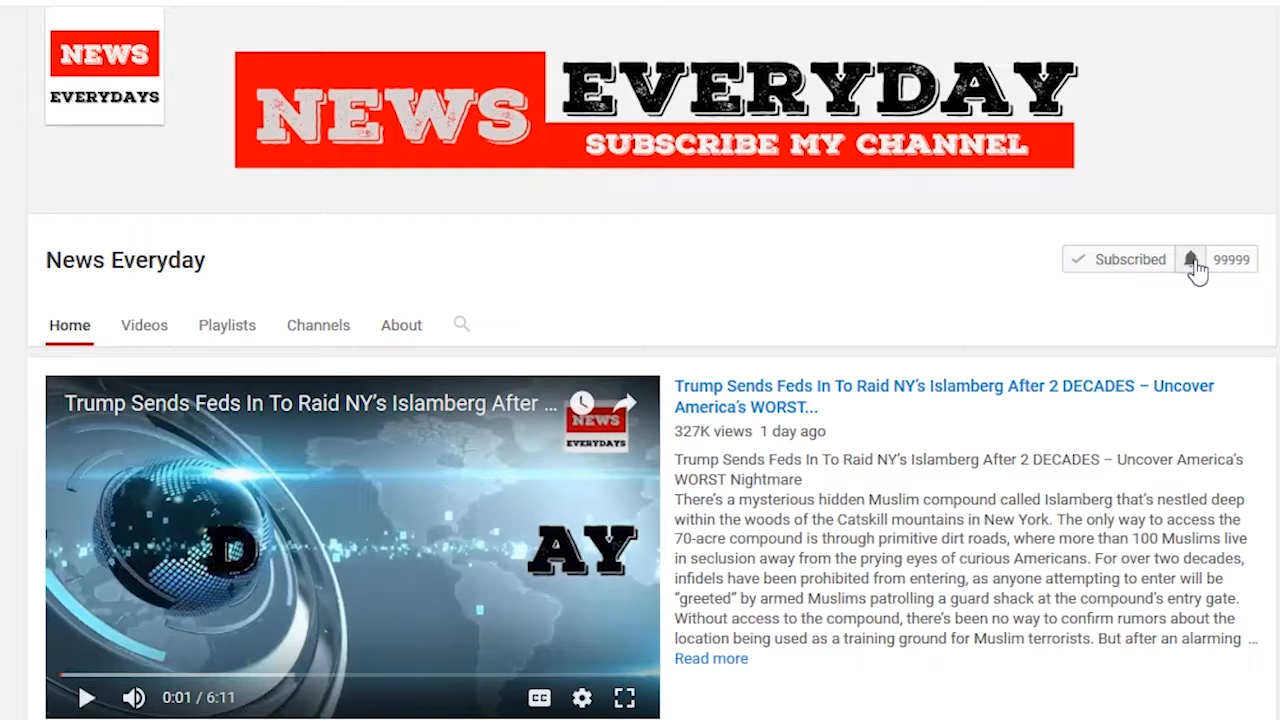 NEWS
EVERYDAYS
NEWS
EVERYDAY
SUBSCRIBE MY CHANNEL
News Everyday
Subscribed
99999
Home
Videos
Playlists
Channels
About
Trump Sends Feds In To Raid NY's Islamberg After ...
NEWS
EVERYDAYS
D
AY
0:01 / 6:11
CC
Trump Sends Feds In To Raid NY's Islamberg After 2 DECADES – Uncover
America's WORST...
327K views 1 day ago
Trump Sends Feds In To Raid NY's Islamberg After 2 DECADES – Uncover America's
WORST Nightmare
There's a mysterious hidden Muslim compound called Islamberg that's nestled deep
within the woods of the Catskill mountains in New York. The only way to access the
70-acre compound is through primitive dirt roads, where more than 100 Muslims live
in seclusion away from the prying eyes of curious Americans. For over two decades,
infidels have been prohibited from entering, as anyone attempting to enter will be
“greeted” by armed Muslims patrolling a guard shack at the compound's entry gate.
Without access to the compound, there's been no way to confirm rumors about the
location being used as a training ground for Muslim terrorists. But after an alarming ...
Read more